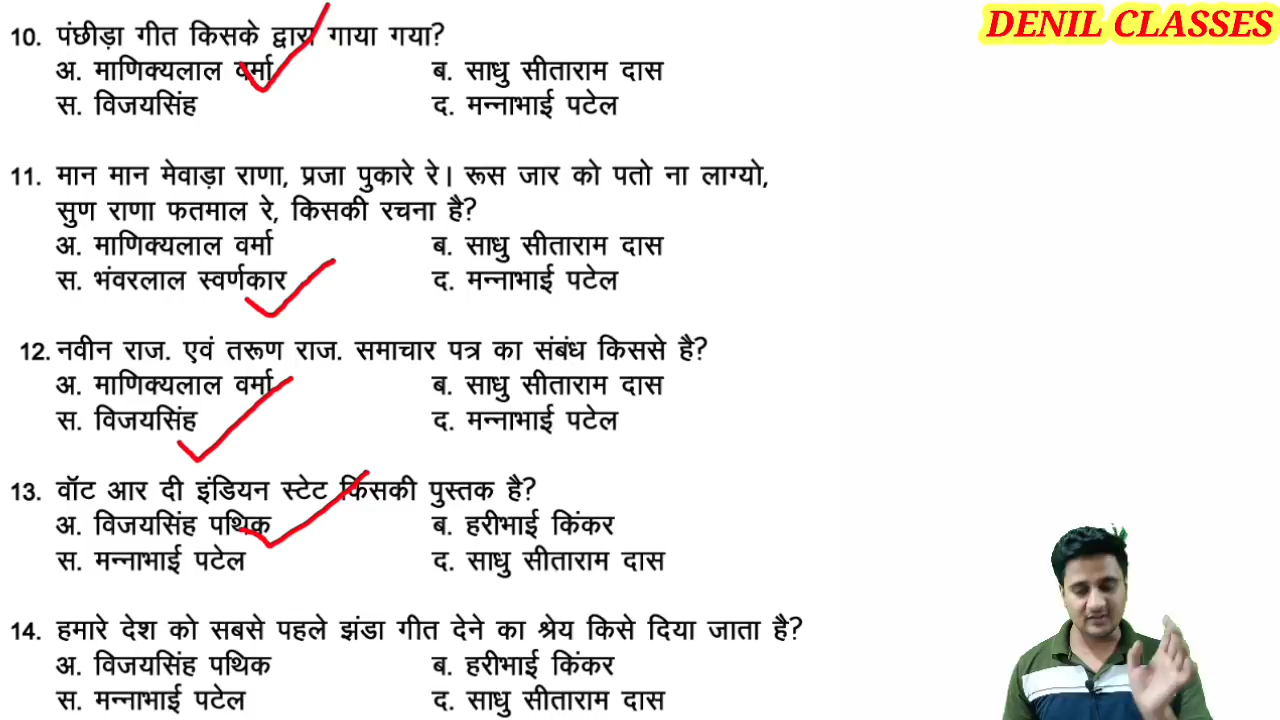 DENIL CLASSES
10. पंछीड़ा गीत किसके द्वारा गाया गया?
अ. माणिक्यलाल वर्मा ब. साधु सीताराम दास
स. विजयसिंह द. मन्नाभाई पटेल
11. मान मान मेवाड़ा राणा, प्रजा पुकारे रे। रूस जार को पतो ना लाग्यो,
सुण राणा फतमाल रे, किसकी रचना है?
अ. माणिक्यलाल वर्मा ब. साधु सीताराम दास
स. भंवरलाल स्वर्णकार द. मन्नाभाई पटेल
12. नवीन राज. एवं तरूण राज. समाचार पत्र का संबंध किससे है?
अ. माणिक्यलाल वर्मा ब. साधु सीताराम दास
स. विजयसिंह द. मन्नाभाई पटेल
13. वॉट आर दी इंडियन स्टेट किसकी पुस्तक है?
अ. विजयसिंह पथिक ब. हरीभाई किंकर
स. मन्नाभाई पटेल द. साधु सीताराम दास
14. हमारे देश को सबसे पहले झंडा गीत देने का श्रेय किसे दिया जाता है?
अ. विजयसिंह पथिक ब. हरीभाई किंकर
स. मन्नाभाई पटेल द. साधु सीताराम दास